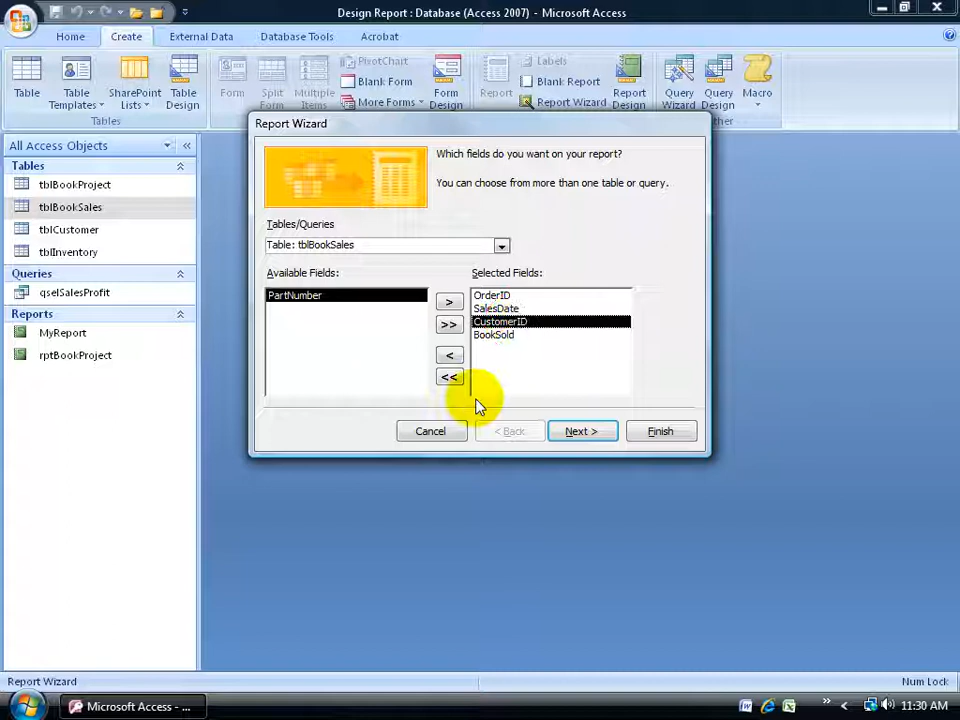 Design Report : Database (Access 2007) - Microsoft Access
Home
Create
External Data
Database Tools
Acrobat
Table
Table Templates
SharePoint Lists
Table Design
Tables
Form
Split Form
Multiple Items
PivotChart
Blank Form
More Forms
Form Design
Report
Labels
Blank Report
Report Wizard
Report Design
Query Wizard
Query Design
Macro
All Access Objects
«
Tables
tblBookProject
tblBookSales
tblCustomer
tblInventory
Queries
qselSalesProfit
Reports
MyReport
rptBookProject
Report Wizard
Which fields do you want on your report?
You can choose from more than one table or query.
Tables/Queries
Table: tblBookSales
Available Fields:
Selected Fields:
PartNumber
>
>>
<
<<
OrderID
SalesDate
CustomerID
BookSold
Cancel
< Back
Next >
Finish
Report Wizard
Num Lock
Microsoft Access - ...
»
<
11:30 AM